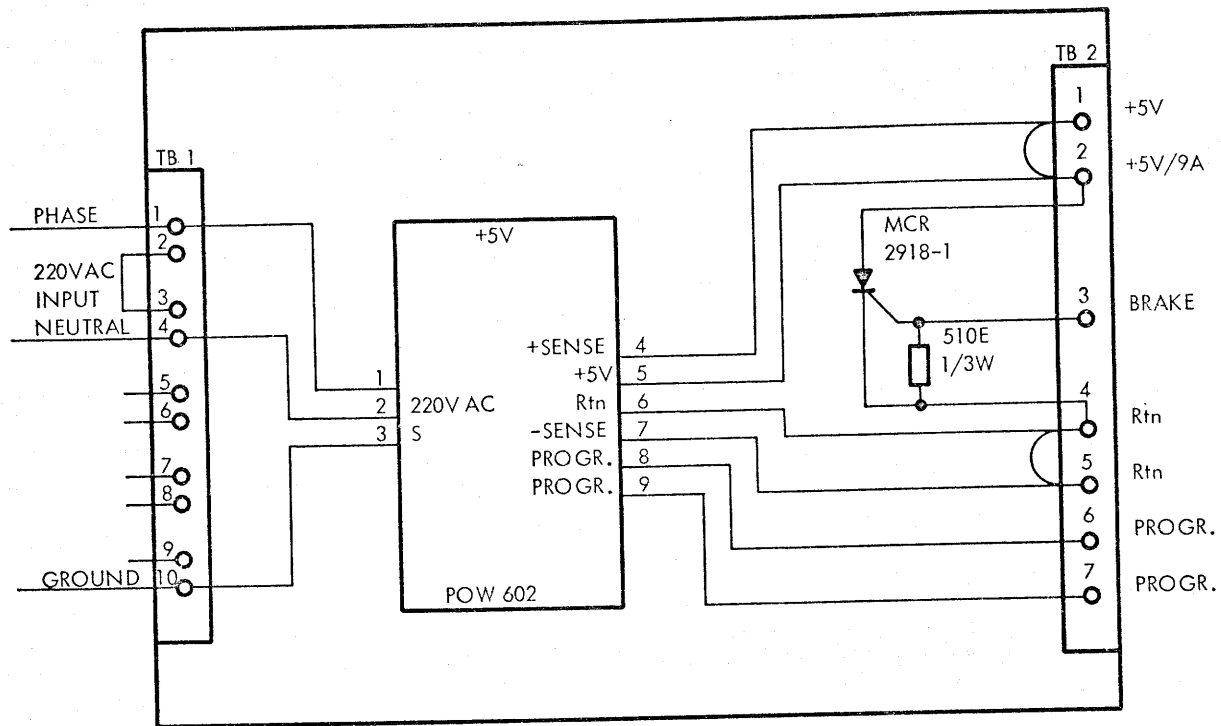 TB 1
PHASE
1
2
220VAC
INPUT
3
NEUTRAL
4
5
6
7
8
9
GROUND
10
+5V
1
2
220V AC
3
S
+SENSE
4
+5V
5
Rtn
6
-SENSE
7
PROGR.
8
PROGR.
9
POW 602
MCR
2918-1
510E
1/3W
TB 2
1
+5V
2
+5V/9A
3
BRAKE
4
Rtn
5
Rtn
6
PROGR.
7
PROGR.